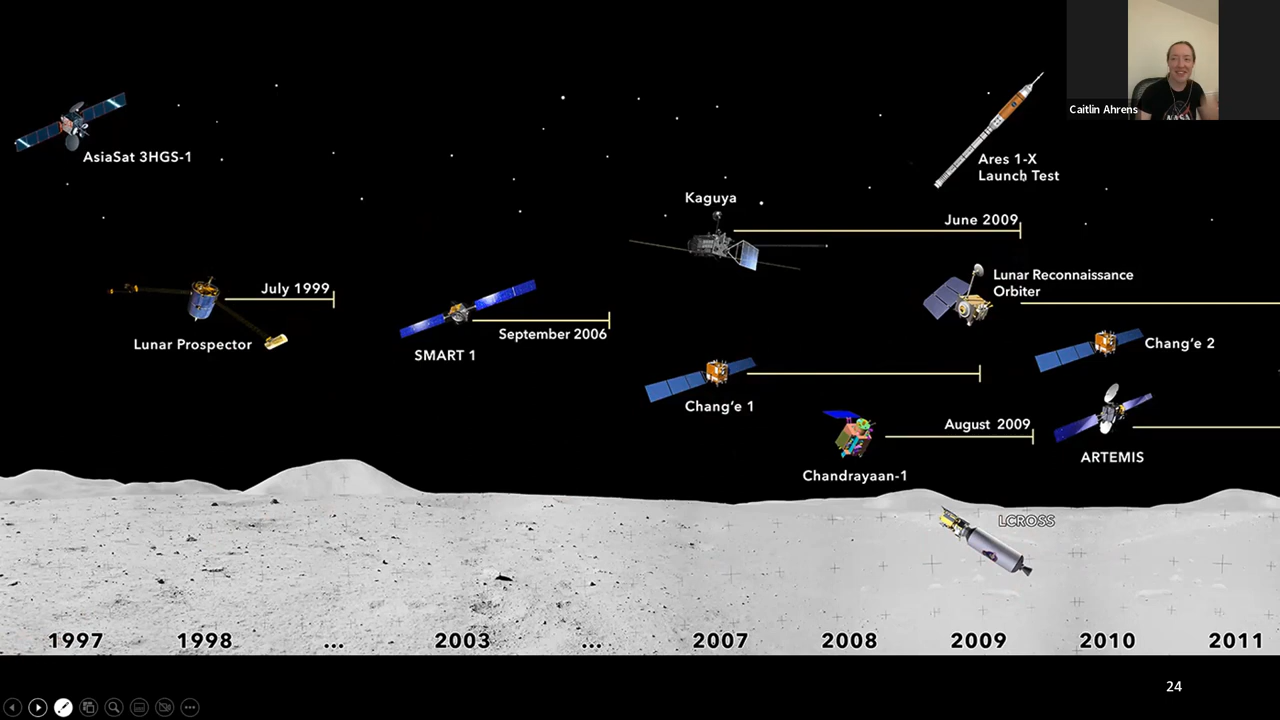 Caitlin Ahrens
NASA
AsiaSat 3HGS-1
Ares 1-X
Launch Test
Kaguya
June 2009
Lunar Reconnaissance
Orbiter
July 1999
Lunar Prospector
September 2006
SMART 1
Chang'e 2
Chang'e 1
August 2009
ARTEMIS
Chandrayaan-1
LCROSS
1997 1998 ... 2003 ... 2007 2008 2009 2010 2011
24